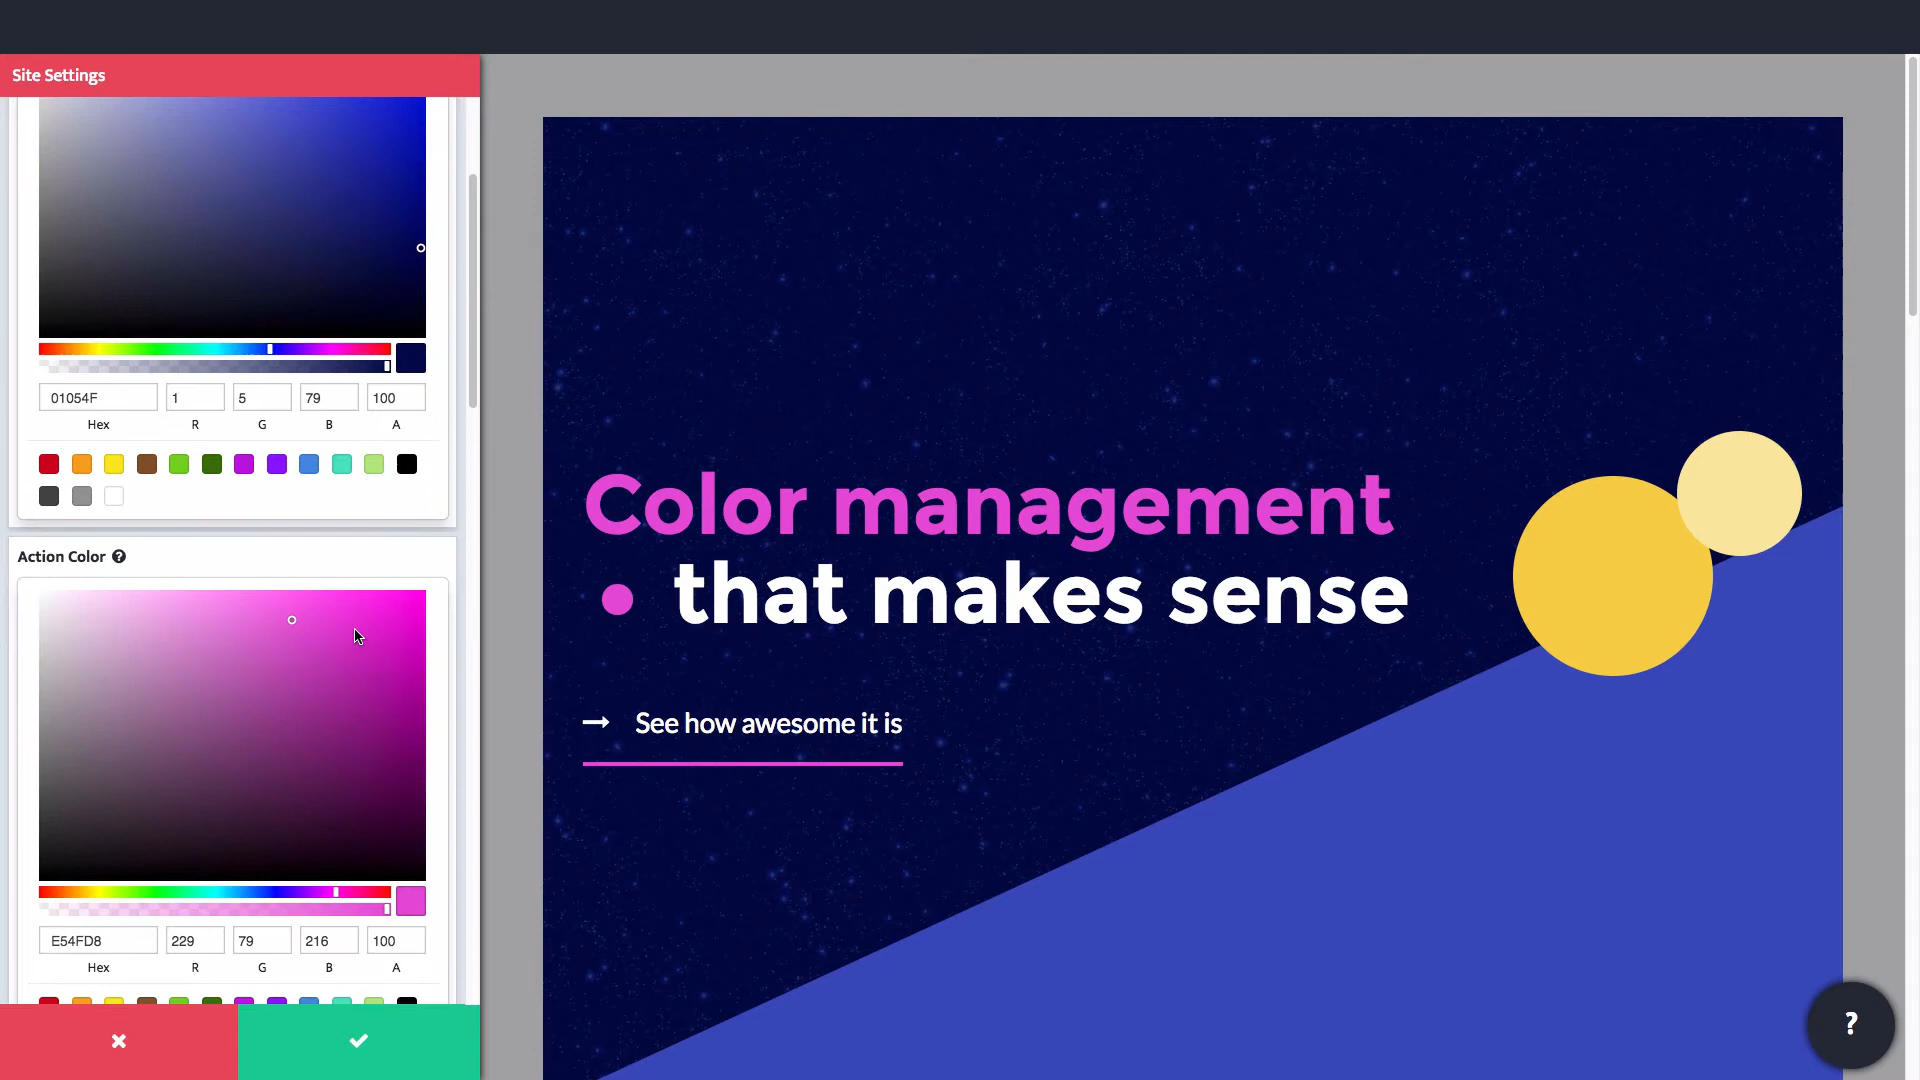 Site Settings
01054F 1 5 79 100
Hex R G B A
Action Color ?
E54FD8 229 79 216 100
Hex R G B A
Color management
that makes sense
See how awesome it is
?